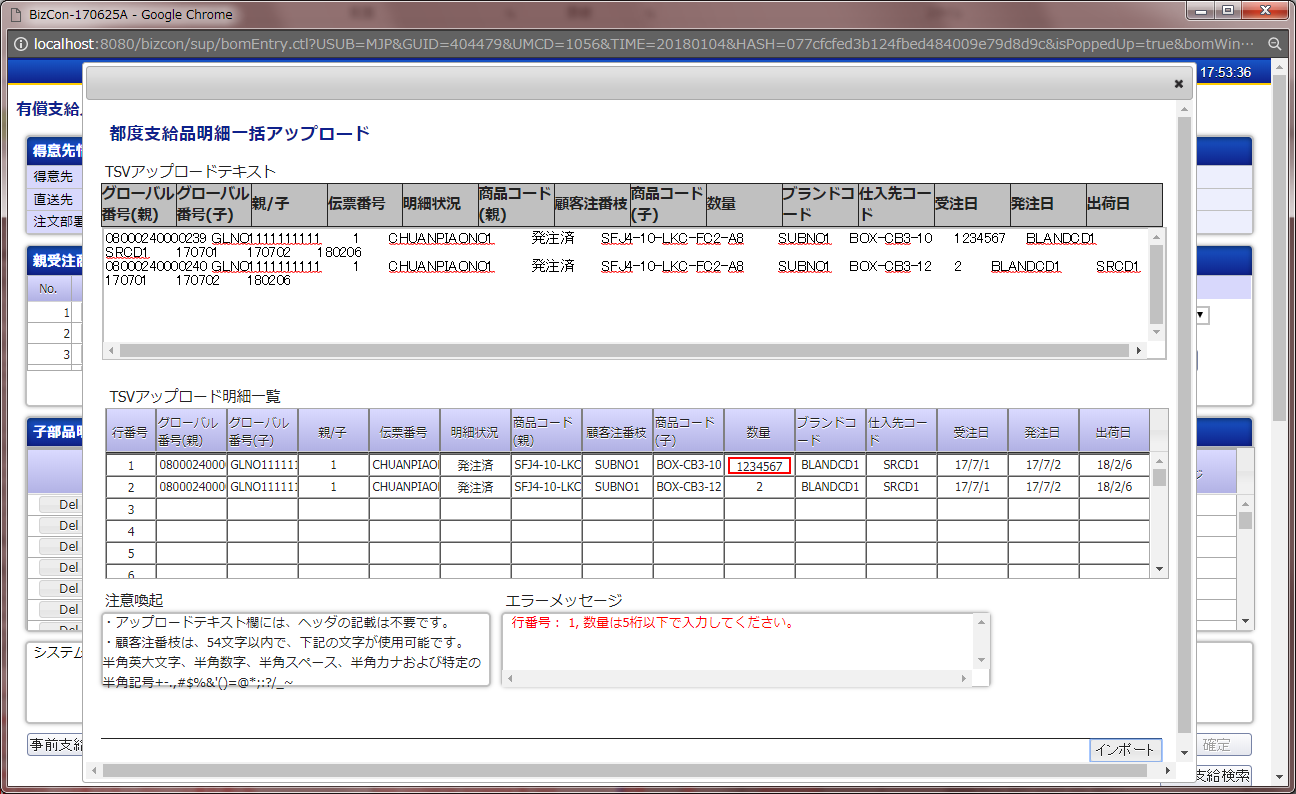 BizCon-170625A - Google Chrome
localhost:8080/bizcon/sup/bomEntry.ctl?USUB=MJP&GUID=404479&UMCD=1056&TIME=20180104&HASH=077cfcfed3b124fbed484009e79d8d9c&isPoppedUp=true&bomWin…
17:53:36
有償支給
得意先
得意先
直送先
注文部署
親受注
No.
1
2
3
子部品明
Del
Del
Del
Del
Del
Del
Del
システム
事前支給
都度支給品明細一括アップロード
TSVアップロードテキスト
グローバル番号(親) グローバル番号(子) 親/子 伝票番号 明細状況 商品コード(親) 顧客注番枝 商品コード(子) 数量 ブランドコード 仕入先コード 受注日 発注日 出荷日
08000240000239 GLNO1111111111 1 CHUANPIAONO1 発注済 SFJ4-10-LKC-FC2-A8 SUBNO1 BOX-CB3-10 1234567 BLANDCD1
SRCD1 170701 170702 180206
08000240000240 GLNO1111111111 1 CHUANPIAONO1 発注済 SFJ4-10-LKC-FC2-A8 SUBNO1 BOX-CB3-12 2 BLANDCD1 SRCD1
170701 170702 180206
TSVアップロード明細一覧
行番号 グローバル番号(親) グローバル番号(子) 親/子 伝票番号 明細状況 商品コード(親) 顧客注番枝 商品コード(子) 数量 ブランドコード 仕入先コード 受注日 発注日 出荷日
1 0800024000 GLNO111111 1 CHUANPIAO 発注済 SFJ4-10-LKC SUBNO1 BOX-CB3-10 1234567 BLANDCD1 SRCD1 17/7/1 17/7/2 18/2/6
2 0800024000 GLNO111111 1 CHUANPIAO 発注済 SFJ4-10-LKC SUBNO1 BOX-CB3-12 2 BLANDCD1 SRCD1 17/7/1 17/7/2 18/2/6
3
4
5
6
注意喚起
・アップロードテキスト欄には、ヘッダの記載は不要です。
・顧客注番枝は、54文字以内で、下記の文字が使用可能です。
半角英大文字、半角数字、半角スペース、半角カナおよび特定の
半角記号+-.,#$%&'()=@*;:?/_~
エラーメッセージ
行番号： 1, 数量は5桁以下で入力してください。
インポート
確定
支給検索